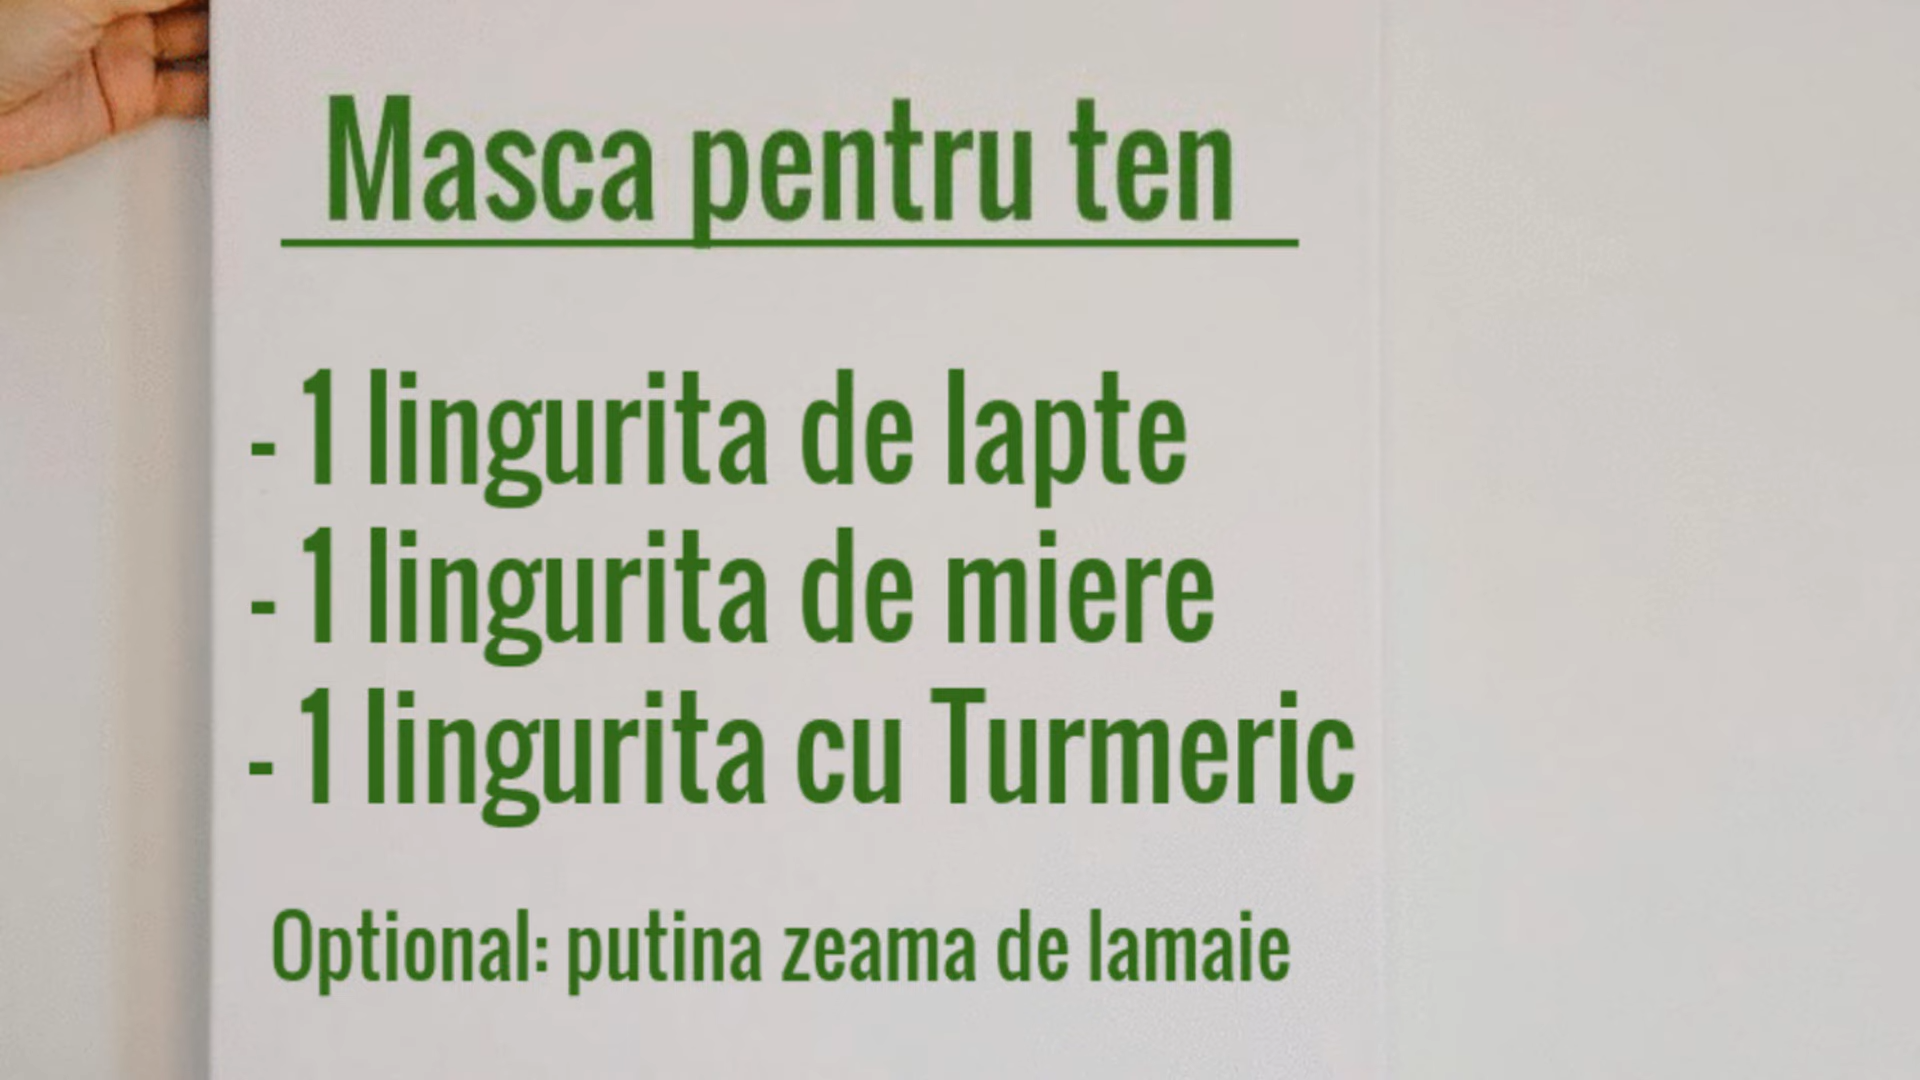 Masca pentru ten
- 1 lingurita de lapte
- 1 lingurita de miere
- 1 lingurita cu Turmeric
Optional: putina zeama de lamaie